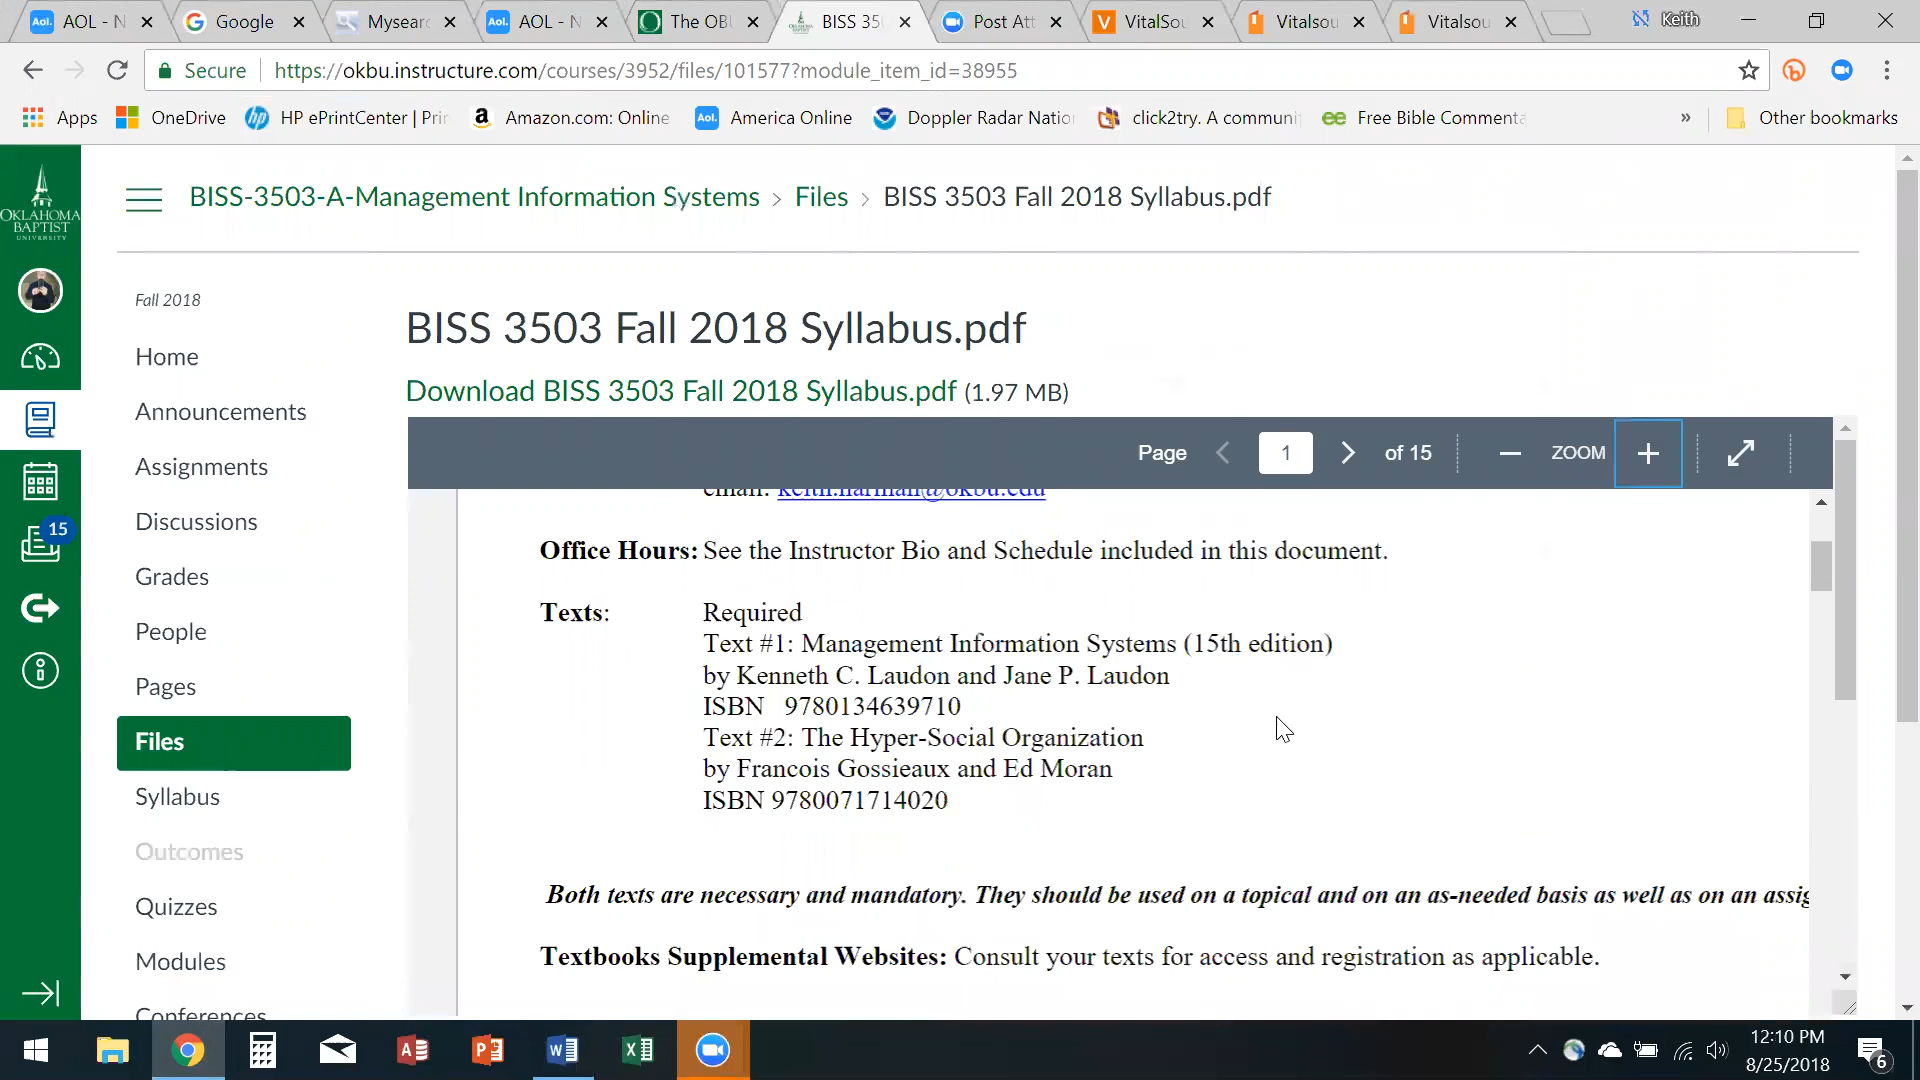 AOL - N
Google
Mysearc
AOL - N
The OBU
BISS 35
Post Att
VitalSou
Vitalsou
Vitalsou
Keith
Secure
https://okbu.instructure.com/courses/3952/files/101577?module_item_id=38955
Apps
OneDrive
HP ePrintCenter | Prin
Amazon.com: Online
America Online
Doppler Radar Natio
click2try. A communi
Free Bible Commenta
»
Other bookmarks
OKLAHOMA
BAPTIST
UNIVERSITY
BISS-3503-A-Management Information Systems > Files > BISS 3503 Fall 2018 Syllabus.pdf
Fall 2018
Home
Announcements
Assignments
Discussions
Grades
People
Pages
Files
Syllabus
Outcomes
Quizzes
Modules
Conferences
15
BISS 3503 Fall 2018 Syllabus.pdf
Download BISS 3503 Fall 2018 Syllabus.pdf (1.97 MB)
Page 1 of 15 ZOOM
email: keith.harman@okbu.edu
Office Hours: See the Instructor Bio and Schedule included in this document.
Texts: Required
Text #1: Management Information Systems (15th edition)
by Kenneth C. Laudon and Jane P. Laudon
ISBN 9780134639710
Text #2: The Hyper-Social Organization
by Francois Gossieaux and Ed Moran
ISBN 9780071714020
Both texts are necessary and mandatory. They should be used on a topical and on an as-needed basis as well as on an assig
Textbooks Supplemental Websites: Consult your texts for access and registration as applicable.
12:10 PM
8/25/2018
6